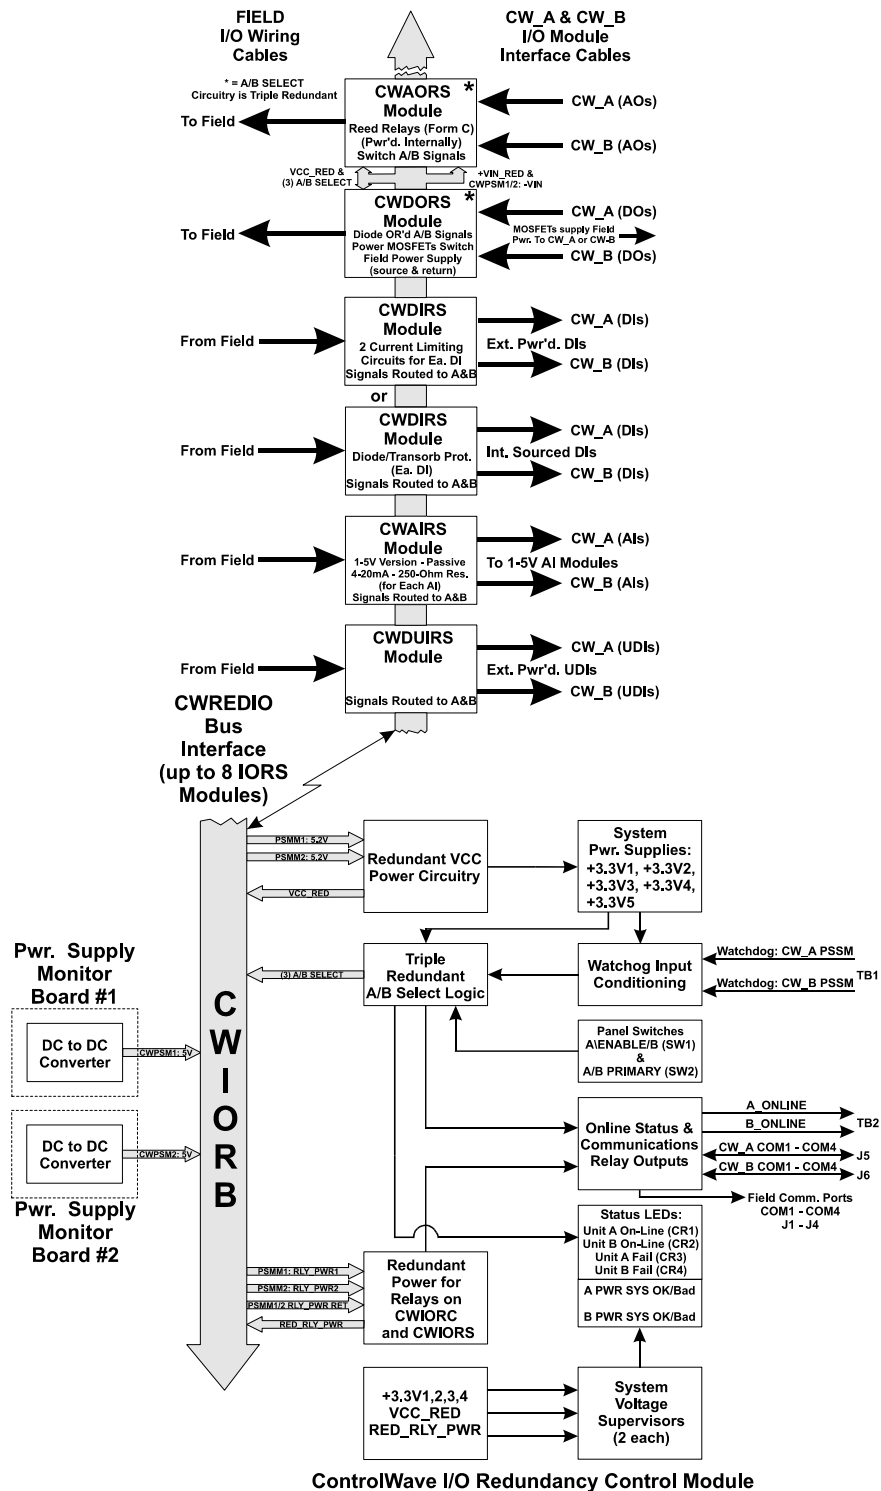 FIELD
I/O Wiring
Cables
CW_A & CW_B
I/O Module
Interface Cables
* = A/B SELECT
Circuitry is Triple Redundant
To Field
CWAORS *
Module
Reed Relays (Form C)
(Pwr'd. Internally)
Switch A/B Signals
CW_A (AOs)
CW_B (AOs)
VCC_RED &
(3) A/B SELECT
+VIN_RED &
CWPSM1/2: -VIN
To Field
CWDORS *
Module
Diode OR'd A/B Signals
Power MOSFETs Switch
Field Power Supply
(source & return)
CW_A (DOs)
MOSFETs supply Field
Pwr. To CW_A or CW-B
CW_B (DOs)
From Field
CWDIRS
Module
2 Current Limiting
Circuits for Ea. DI
Signals Routed to A&B
CW_A (DIs)
Ext. Pwr'd. DIs
CW_B (DIs)
or
From Field
CWDIRS
Module
Diode/Transorb Prot.
(Ea. DI)
Signals Routed to A&B
CW_A (DIs)
Int. Sourced DIs
CW_B (DIs)
From Field
CWAIRS
Module
1-5V Version - Passive
4-20mA - 250-Ohm Res.
(for Each AI)
Signals Routed to A&B
CW_A (AIs)
To 1-5V AI Modules
CW_B (AIs)
From Field
CWDUIRS
Module
Signals Routed to A&B
CW_A (UDIs)
Ext. Pwr'd. UDIs
CW_B (UDIs)
CWREDIO
Bus
Interface
(up to 8 IORS
Modules)
PSMM1: 5.2V
PSMM2: 5.2V
VCC_RED
Redundant VCC
Power Circuitry
System
Pwr. Supplies:
+3.3V1, +3.3V2,
+3.3V3, +3.3V4,
+3.3V5
(3) A/B SELECT
Triple
Redundant
A/B Select Logic
Watchog Input
Conditioning
Watchdog: CW_A PSSM
TB1
Watchdog: CW_B PSSM
Panel Switches
A\ENABLE/B (SW1)
&
A/B PRIMARY (SW2)
Pwr. Supply
Monitor
Board #1
DC to DC
Converter
CWPSM1: 5V
DC to DC
Converter
CWPSM2: 5V
Pwr. Supply
Monitor
Board #2
CWIORB
Online Status &
Communications
Relay Outputs
A_ONLINE
TB2
B_ONLINE
CW_A COM1 - COM4
J5
CW_B COM1 - COM4
J6
Field Comm. Ports
COM1 - COM4
J1 - J4
Status LEDs:
Unit A On-Line (CR1)
Unit B On-Line (CR2)
Unit A Fail (CR3)
Unit B Fail (CR4)
A PWR SYS OK/Bad
B PWR SYS OK/Bad
PSMM1: RLY_PWR1
PSMM2: RLY_PWR2
PSMM1/2 RLY_PWR RET
RED_RLY_PWR
Redundant
Power for
Relays on
CWIORC
and CWIORS
+3,3V1,2,3,4
VCC_RED
RED_RLY_PWR
System
Voltage
Supervisors
(2 each)
ControlWave I/O Redundancy Control Module